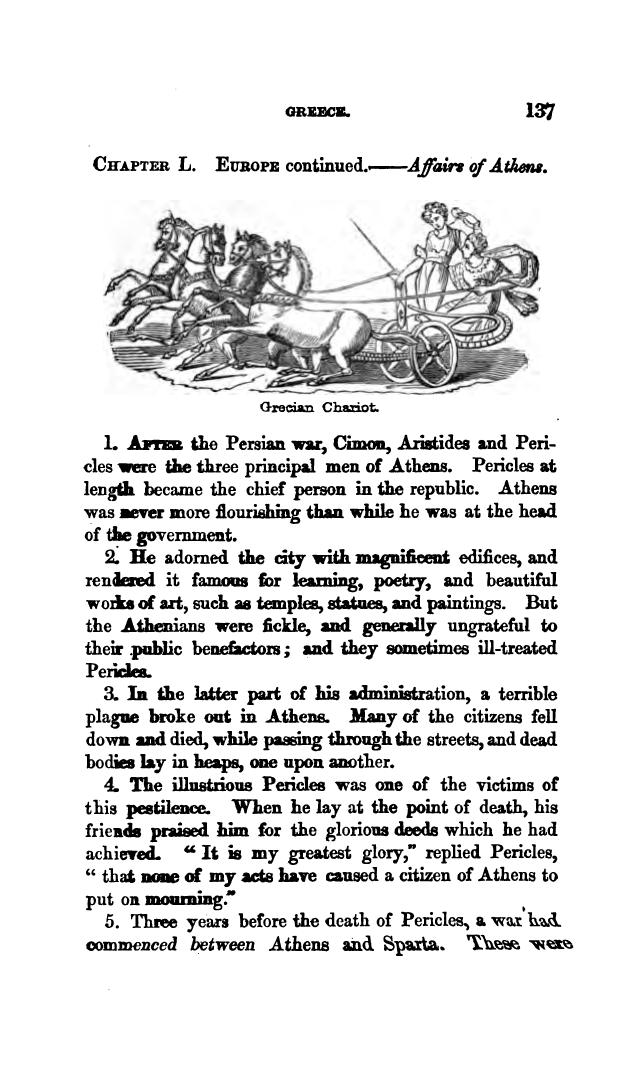 GREECE. 137
CHAPTER L. EUROPE continued.——Affairs of Athens.
Grecian Chariot.
1. AFTER the Persian war, Cimon, Aristides and Peri-
cles were the three principal men of Athens. Pericles at
length became the chief person in the republic. Athens
was never more flourishing than while he was at the head
of the government.
2. He adorned the city with magnificent edifices, and
rendered it famous for learning, poetry, and beautiful
works of art, such as temples, statues, and paintings. But
the Athenians were fickle, and generally ungrateful to
their public benefactors; and they sometimes ill-treated
Pericles.
3. In the latter part of his administration, a terrible
plague broke out in Athens. Many of the citizens fell
down and died, while passing through the streets, and dead
bodies lay in heaps, one upon another.
4. The illustrious Pericles was one of the victims of
this pestilence. When he lay at the point of death, his
friends praised him for the glorious deeds which he had
achieved. “ It is my greatest glory,” replied Pericles,
“ that none of my acts have caused a citizen of Athens to
put on mourning.”
5. Three years before the death of Pericles, a war had
commenced between Athens and Sparta. These were